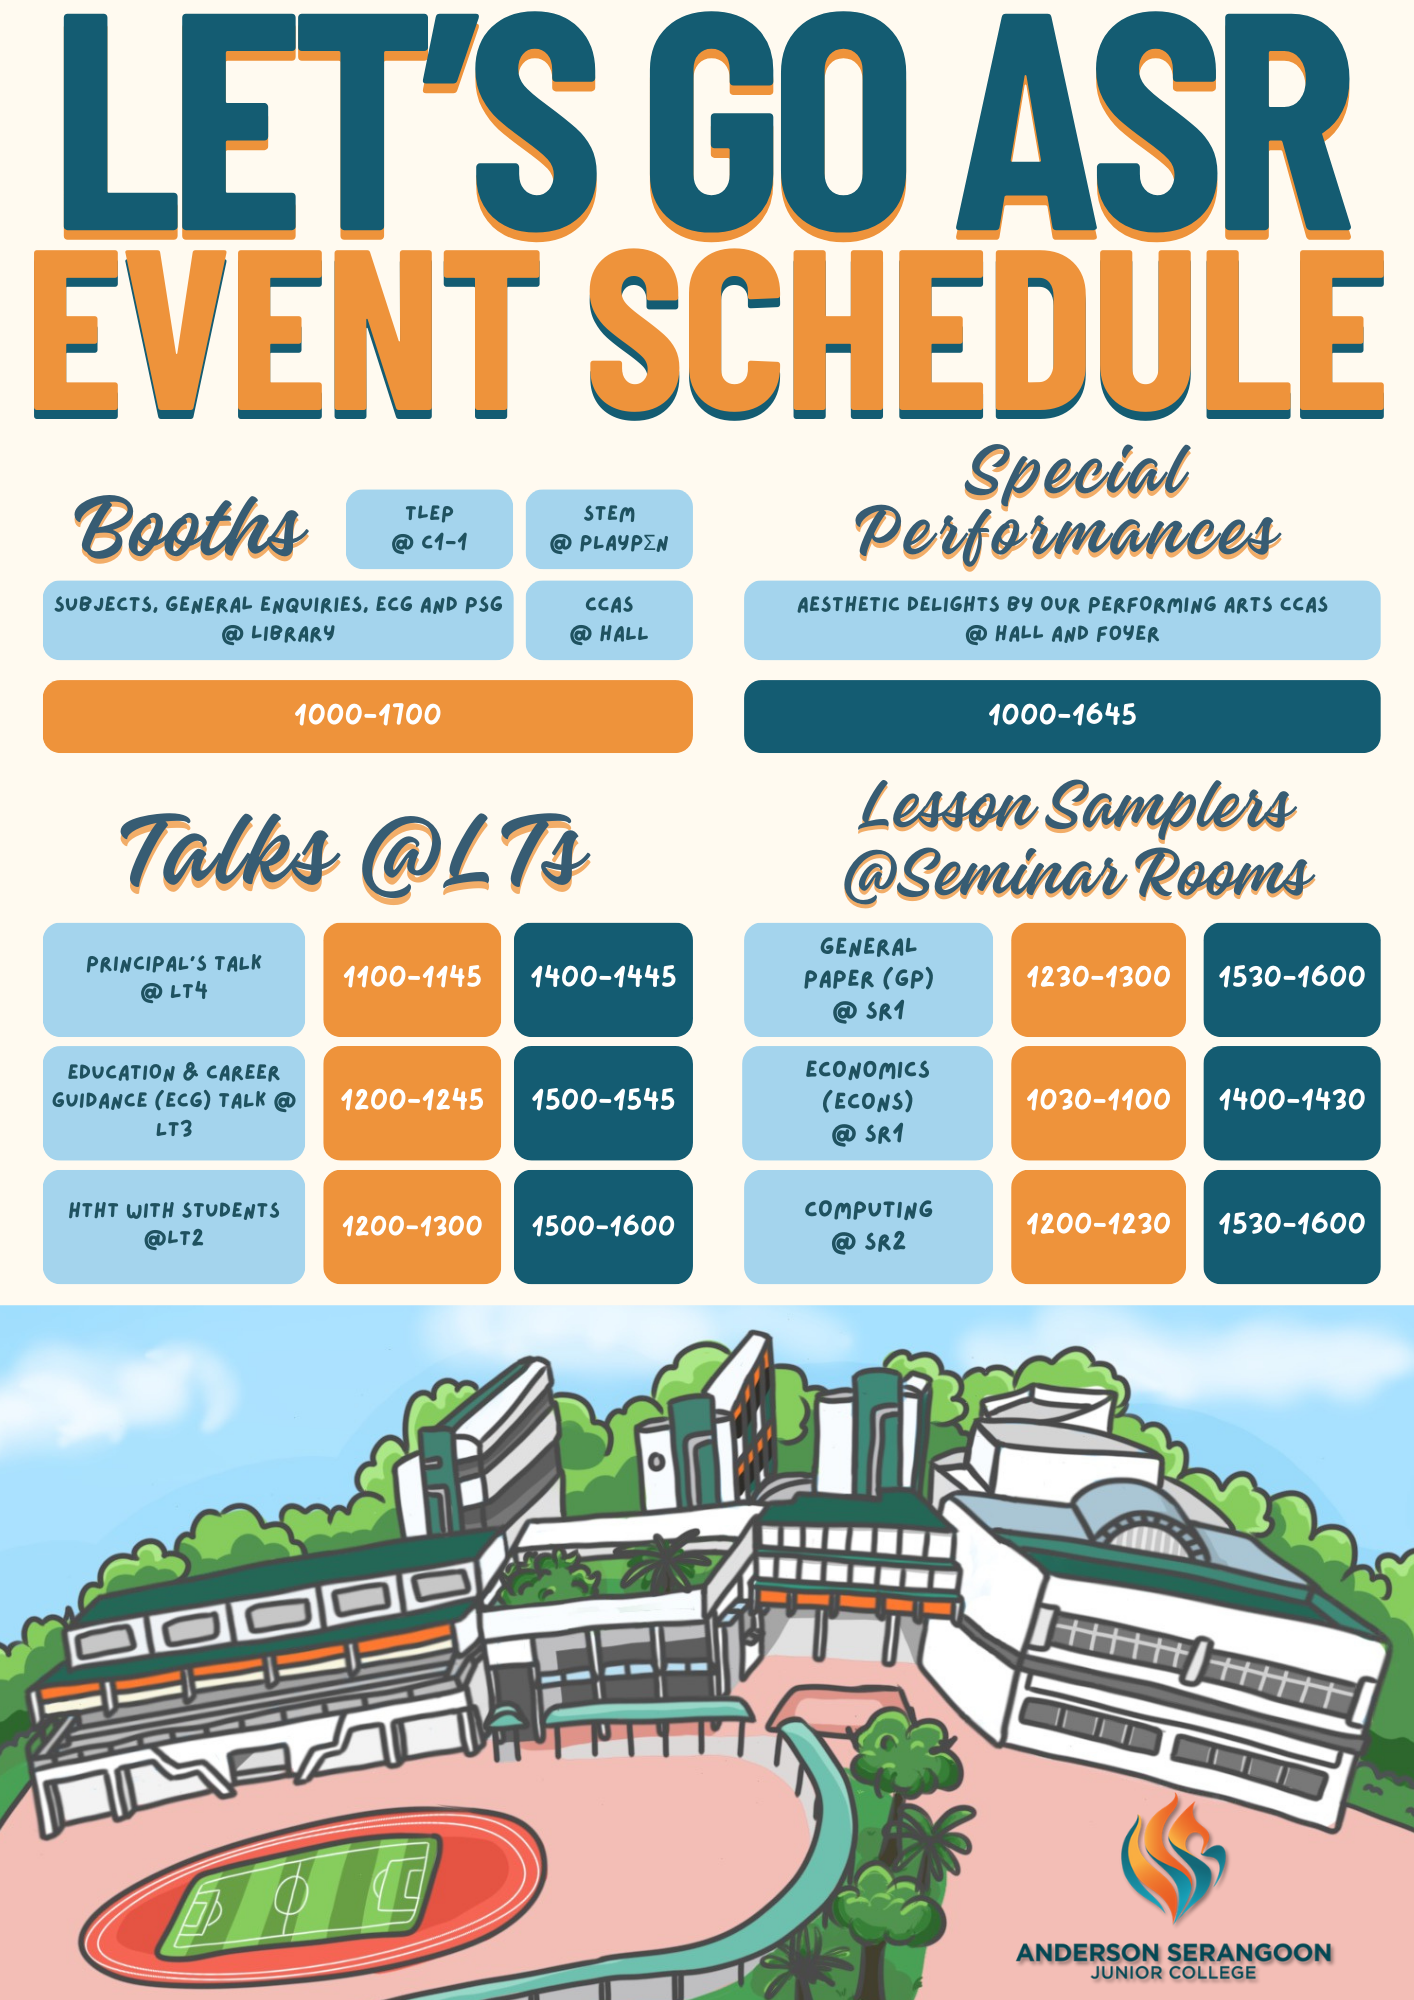 LET'S GO ASR
EVENT SCHEDULE
Booths
TLEP
@ C1-1
STEM
@ PLAYPΣN
SUBJECTS, GENERAL ENQUIRIES, ECG AND PSG
@ LIBRARY
CCAS
@ HALL
1000-1700
Special
Performances
AESTHETIC DELIGHTS BY OUR PERFORMING ARTS CCAS
@ HALL AND FOYER
1000-1645
Talks @LTs
PRINCIPAL'S TALK
@ LT4
1100-1145
1400-1445
EDUCATION & CAREER
GUIDANCE (ECG) TALK @
LT3
1200-1245
1500-1545
HTHT WITH STUDENTS
@LT2
1200-1300
1500-1600
Lesson Samplers
@Seminar Rooms
GENERAL
PAPER (GP)
@ SR1
1230-1300
1530-1600
ECONOMICS
(ECONS)
@ SR1
1030-1100
1400-1430
COMPUTING
@ SR2
1200-1230
1530-1600
ANDERSON SERANGOON
JUNIOR COLLEGE